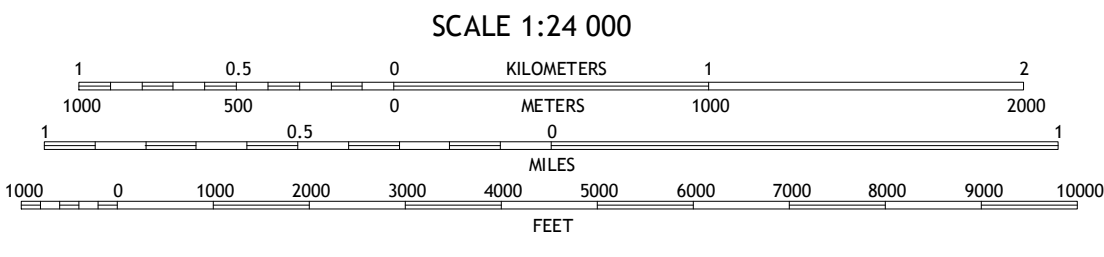 SCALE 1:24 000
1 0.5 0 KILOMETERS 1 2
1000 500 0 METERS 1000 2000
1 0.5 0 1
MILES
1000 0 1000 2000 3000 4000 5000 6000 7000 8000 9000 10000
FEET